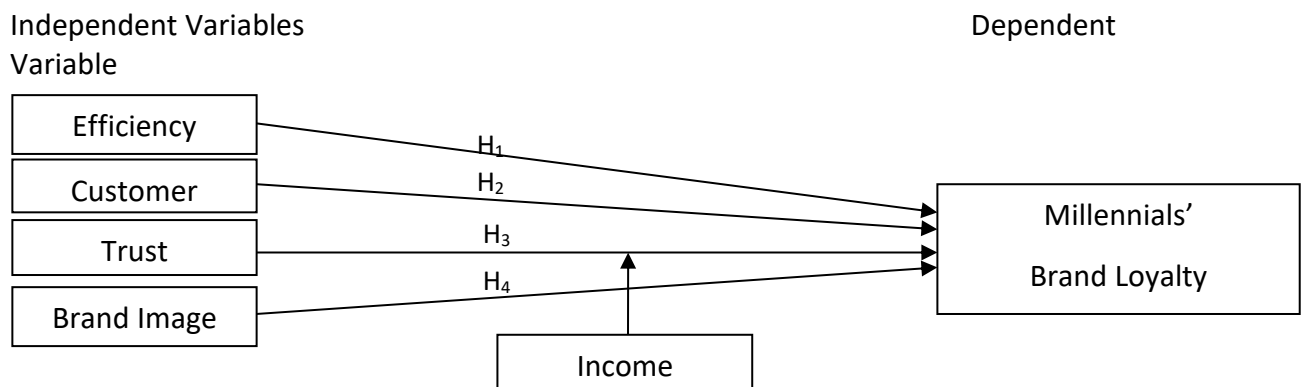 Independent Variables Dependent
Variable
Efficiency
H₁
Customer
H₂
Trust
H₃
Brand Image
H₄
Millennials’
Brand Loyalty
Income